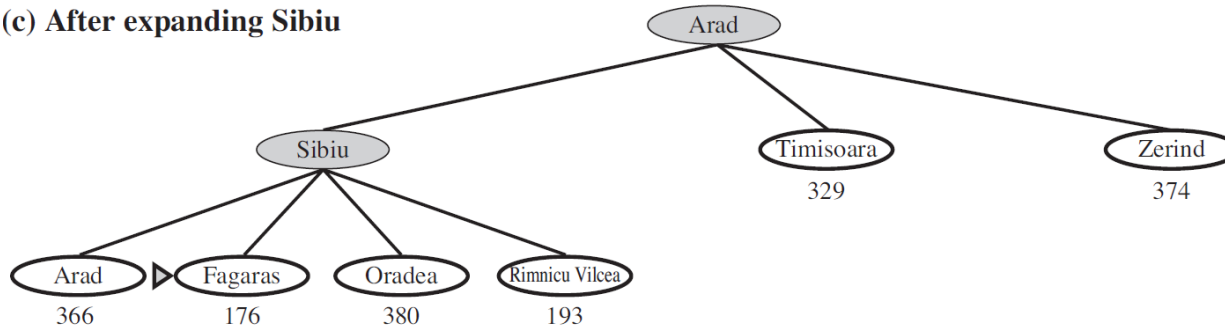 (c) After expanding Sibiu
Arad
Sibiu
Timisoara
Zerind
329
374
Arad
Fagaras
Oradea
Rimnicu Vilcea
366
176
380
193